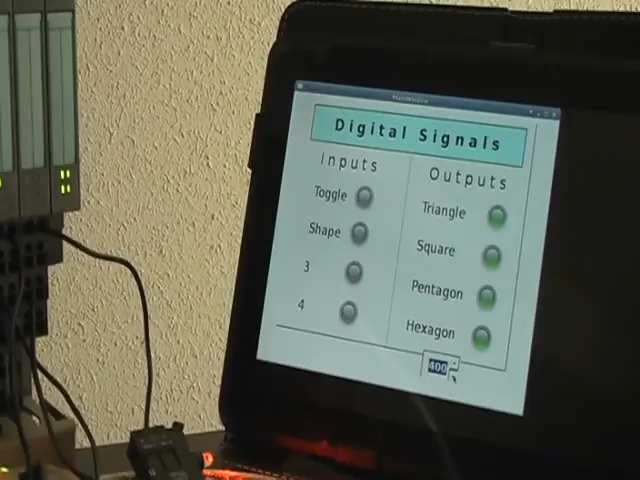 Digital Signals
Inputs
Toggle
Shape
3
4
Outputs
Triangle
Square
Pentagon
Hexagon
400